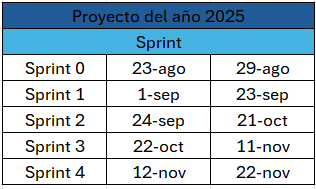 Proyecto del año 2025
Sprint
Sprint 0 23-ago 29-ago
Sprint 1 1-sep 23-sep
Sprint 2 24-sep 21-oct
Sprint 3 22-oct 11-nov
Sprint 4 12-nov 22-nov